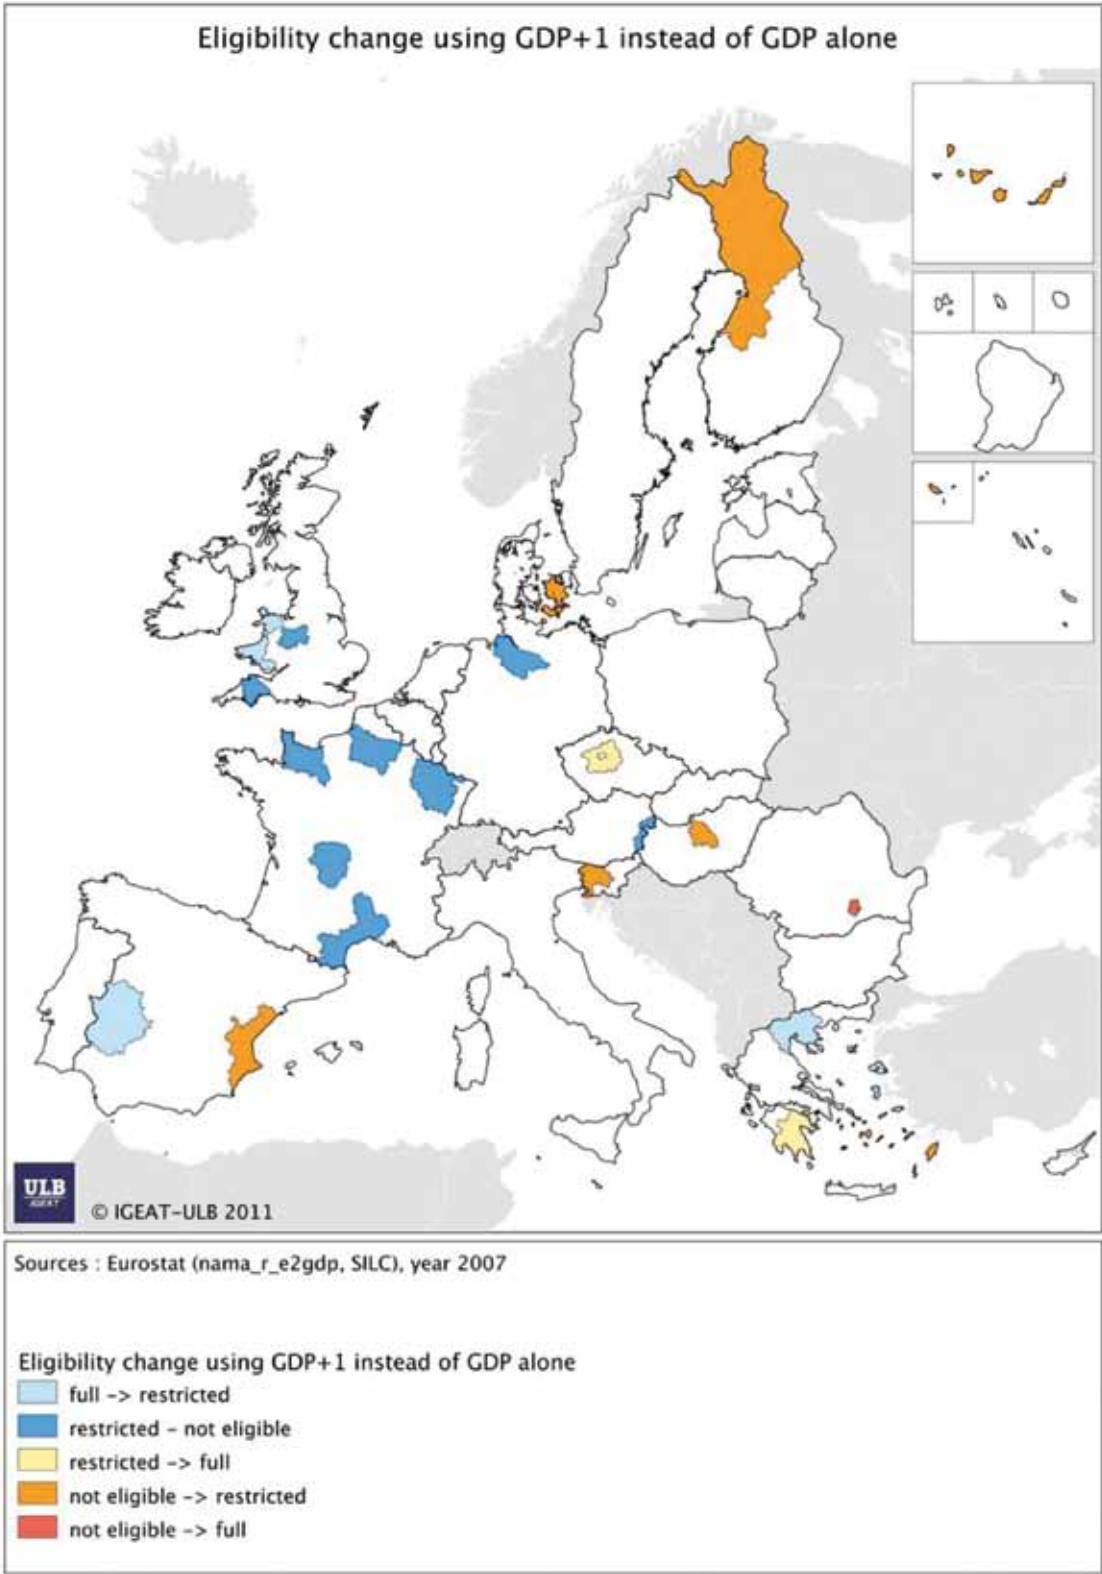 Eligibility change using GDP+1 instead of GDP alone
ULB
IGEAT
© IGEAT-ULB 2011
Sources : Eurostat (nama_r_e2gdp, SILC), year 2007
Eligibility change using GDP+1 instead of GDP alone
full -> restricted
restricted - not eligible
restricted -> full
not eligible -> restricted
not eligible -> full